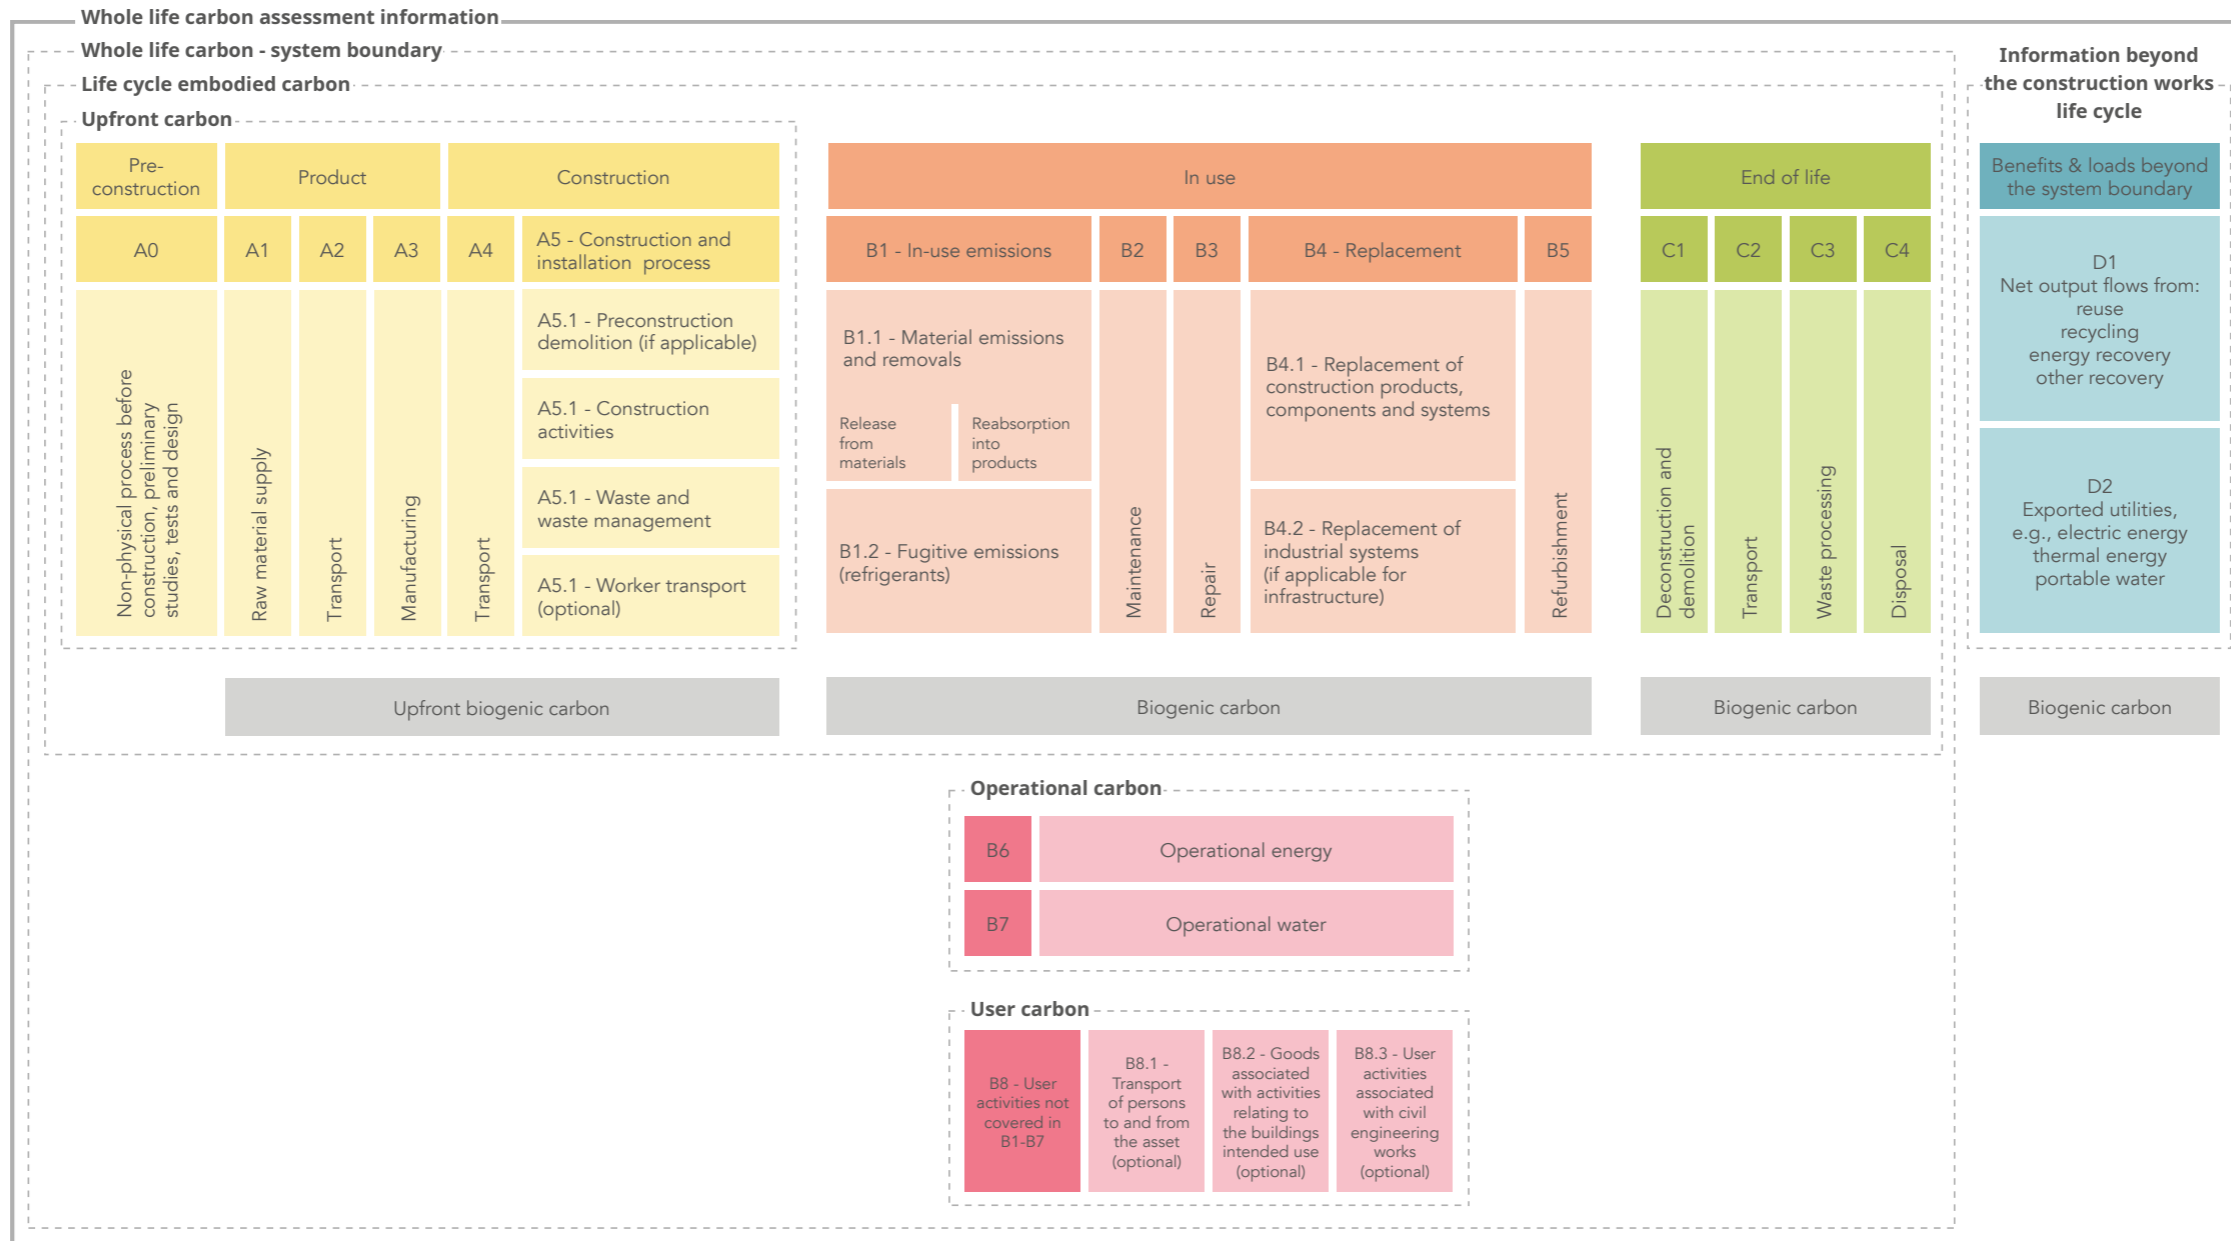 Whole life carbon assessment information
Whole life carbon - system boundary
Life cycle embodied carbon
Upfront carbon
Information beyond
the construction works
life cycle
Pre-
construction
Product
Construction
In use
End of life
Benefits & loads beyond
the system boundary
A0
A1
A2
A3
A4
A5 - Construction and
installation process
B1 - In-use emissions
B2
B3
B4 - Replacement
B5
C1
C2
C3
C4
Non-physical process before
construction, preliminary
studies, tests and design
Raw material supply
Transport
Manufacturing
Transport
A5.1 - Preconstruction
demolition (if applicable)
A5.1 - Construction
activities
A5.1 - Waste and
waste management
A5.1 - Worker transport
(optional)
B1.1 - Material emissions
and removals
Release
from
materials
Reabsorption
into
products
B1.2 - Fugitive emissions
(refrigerants)
Maintenance
Repair
B4.1 - Replacement of
construction products,
components and systems
B4.2 - Replacement of
industrial systems
(if applicable for
infrastructure)
Refurbishment
Deconstruction and
demolition
Transport
Waste processing
Disposal
D1
Net output flows from:
reuse
recycling
energy recovery
other recovery
D2
Exported utilities,
e.g., electric energy
thermal energy
portable water
Upfront biogenic carbon
Biogenic carbon
Biogenic carbon
Biogenic carbon
Operational carbon
B6
Operational energy
B7
Operational water
User carbon
B8 - User
activities not
covered in
B1-B7
B8.1 -
Transport
of persons
to and from
the asset
(optional)
B8.2 - Goods
associated
with activities
relating to
the buildings
intended use
(optional)
B8.3 - User
activities
associated
with civil
engineering
works
(optional)